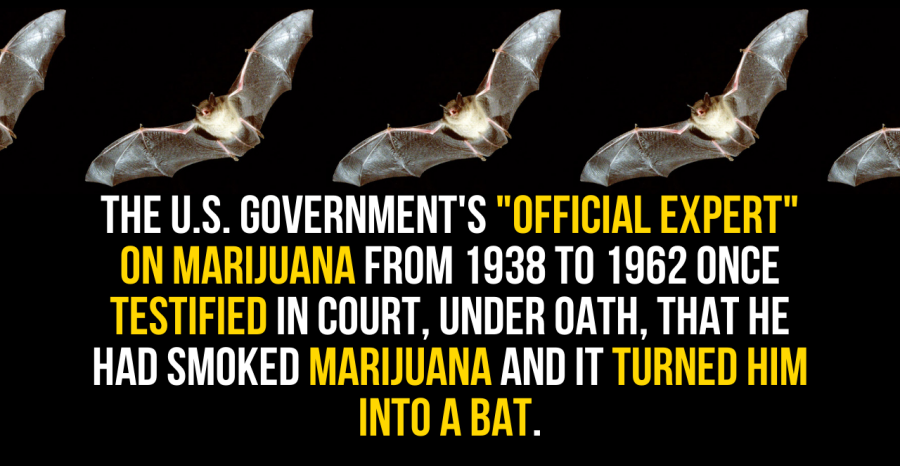 THE U.S. GOVERNMENT'S "OFFICIAL EXPERT"
ON MARIJUANA FROM 1938 TO 1962 ONCE
TESTIFIED IN COURT, UNDER OATH, THAT HE
HAD SMOKED MARIJUANA AND IT TURNED HIM
INTO A BAT.